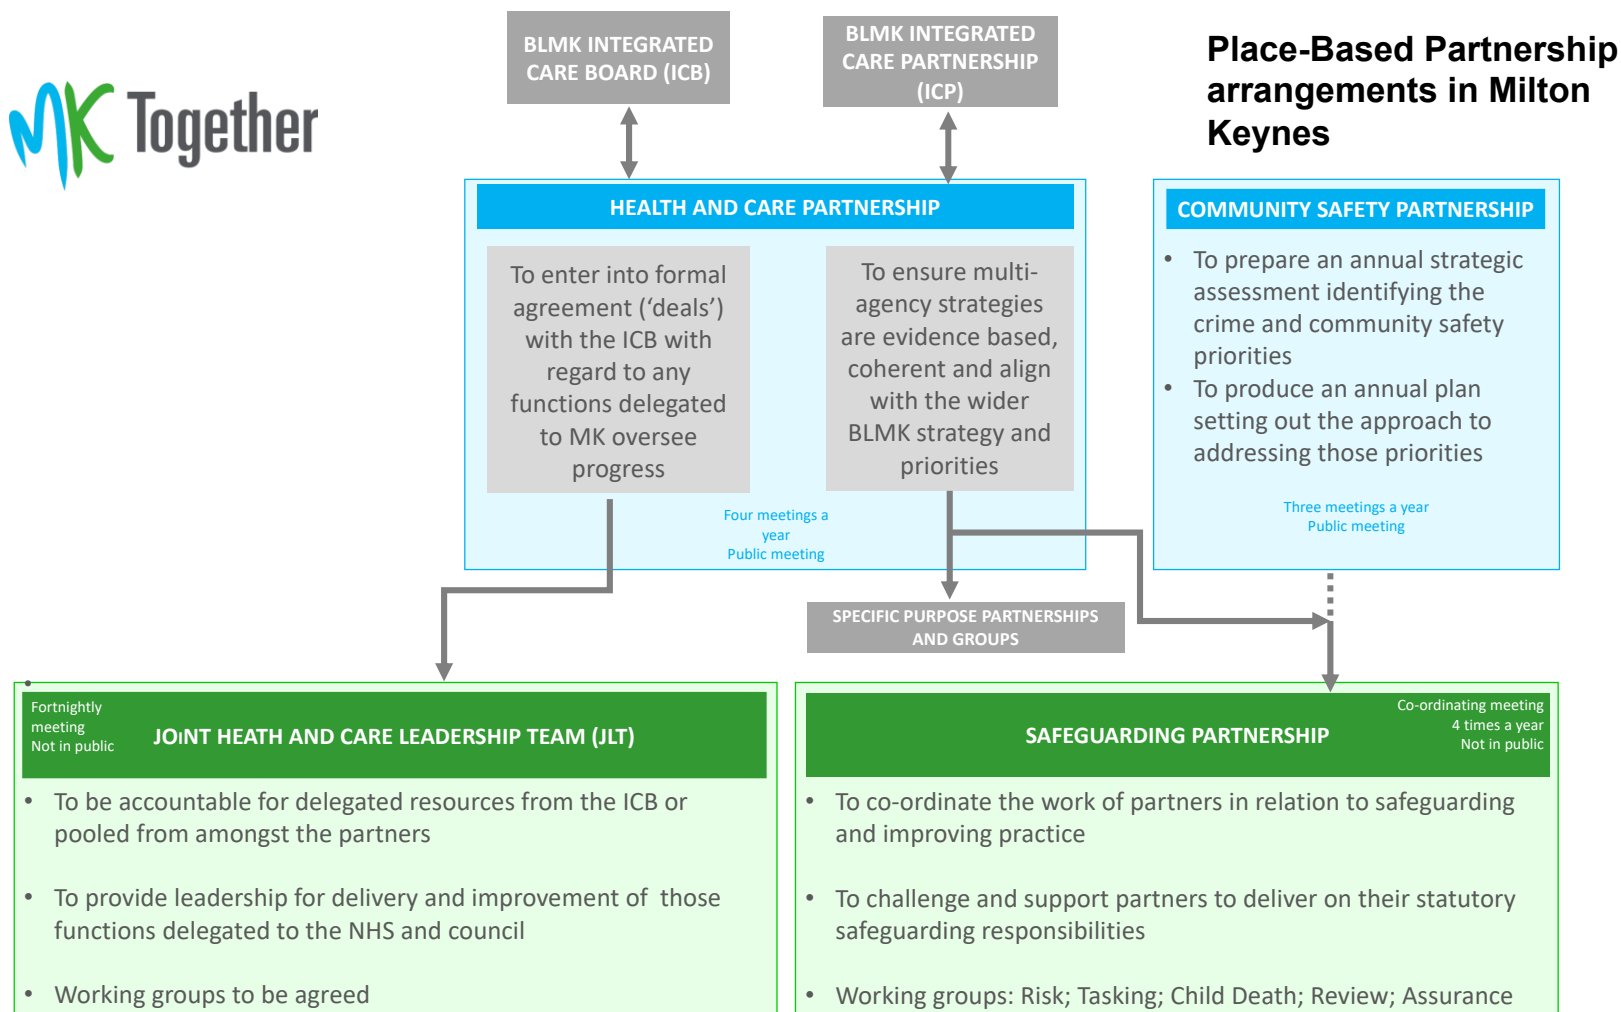 MK Together
BLMK INTEGRATED
CARE BOARD (ICB)
BLMK INTEGRATED
CARE PARTNERSHIP
(ICP)
Place-Based Partnership
arrangements in Milton
Keynes
HEALTH AND CARE PARTNERSHIP
To enter into formal
agreement (‘deals’)
with the ICB with
regard to any
functions delegated
to MK oversee
progress
To ensure multi-
agency strategies
are evidence based,
coherent and align
with the wider
BLMK strategy and
priorities
Four meetings a
year
Public meeting
COMMUNITY SAFETY PARTNERSHIP
• To prepare an annual strategic
assessment identifying the
crime and community safety
priorities
• To produce an annual plan
setting out the approach to
addressing those priorities
Three meetings a year
Public meeting
SPECIFIC PURPOSE PARTNERSHIPS
AND GROUPS
•
Fortnightly
meeting
Not in public
JOiNT HEATH AND CARE LEADERSHIP TEAM (JLT)
• To be accountable for delegated resources from the ICB or
pooled from amongst the partners
• To provide leadership for delivery and improvement of  those
functions delegated to the NHS and council
• Working groups to be agreed
SAFEGUARDING PARTNERSHIP
Co-ordinating meeting
4 times a year
Not in public
• To co-ordinate the work of partners in relation to safeguarding
and improving practice
• To challenge and support partners to deliver on their statutory
safeguarding responsibilities
• Working groups: Risk; Tasking; Child Death; Review; Assurance